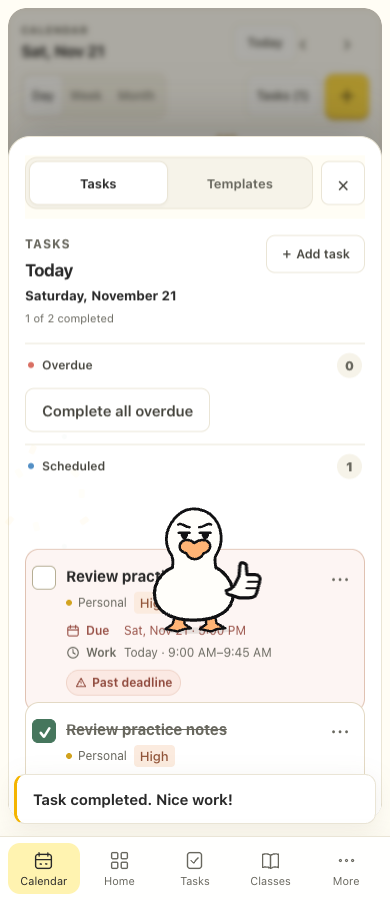 CALENDAR
Sat, Nov 21
Today
Day Week Month
Tasks (1)
Tasks Templates
TASKS
Today
+ Add task
Saturday, November 21
1 of 2 completed
Overdue 0
Complete all overdue
Scheduled 1
Review
Personal
Due Sat, PM
Work Today · 9:00 AM–9:45 AM
Past deadline
Review practice notes
Personal High
Task completed. Nice work!
Calendar Home Tasks Classes More